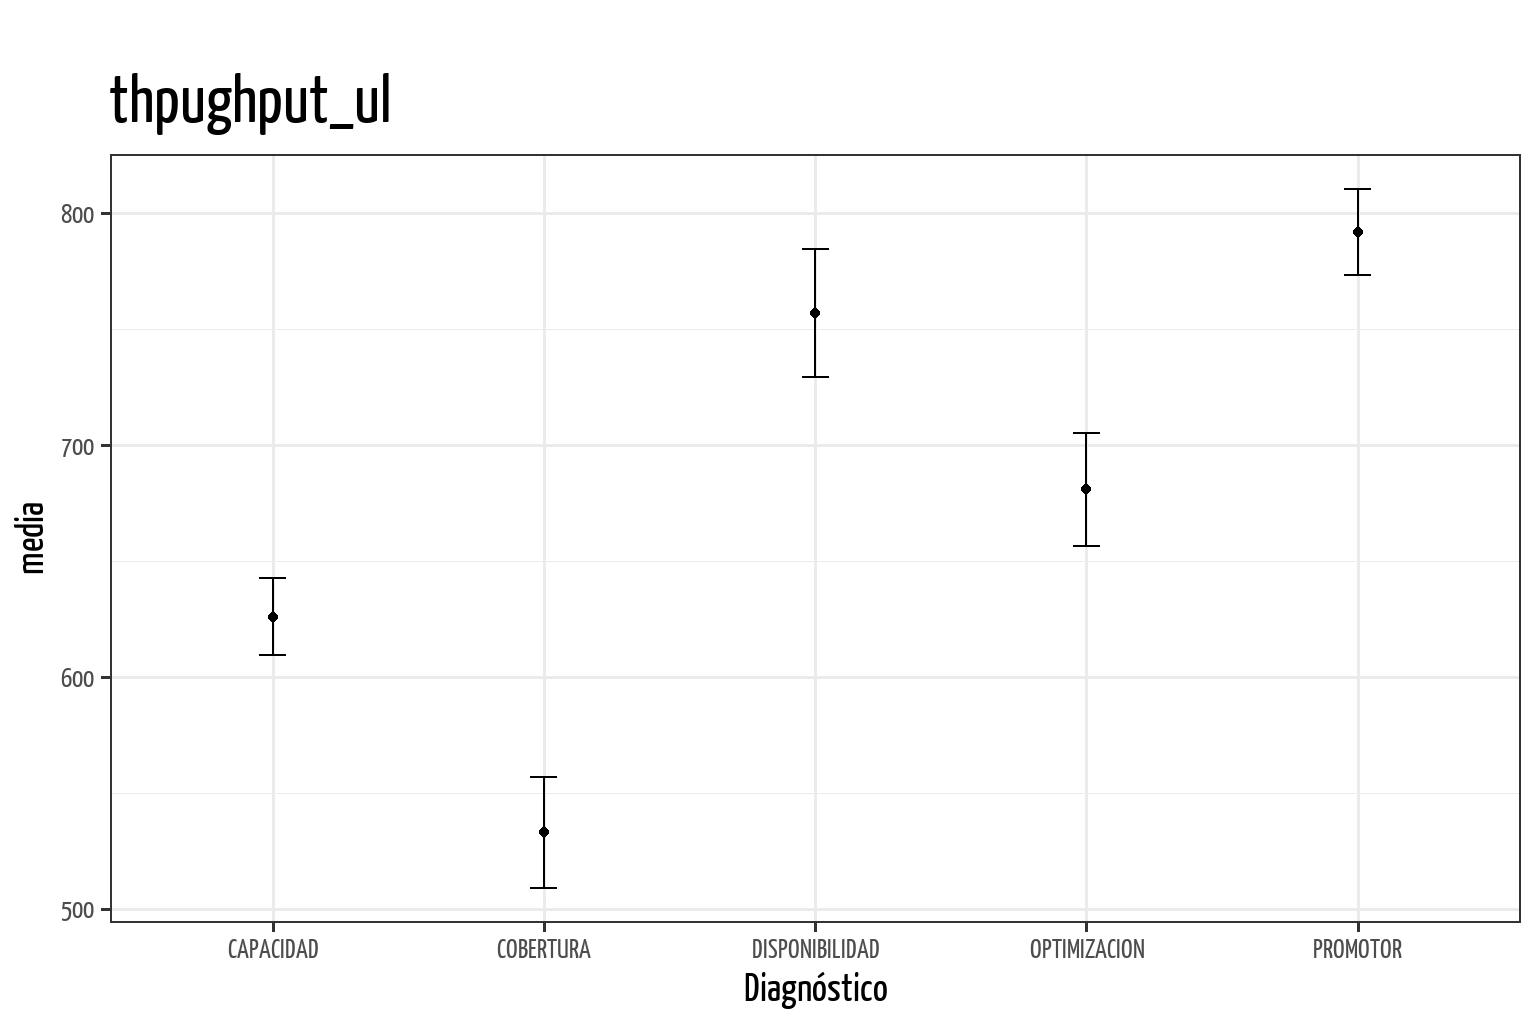 thpughput_ul
media
800
700
600
500
CAPACIDAD COBERTURA DISPONIBILIDAD OPTIMIZACION PROMOTOR
Diagnóstico